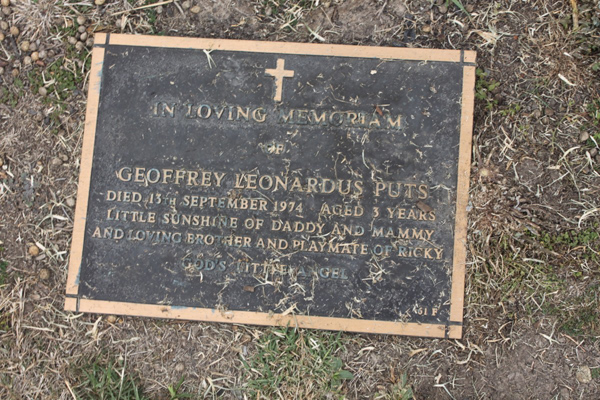 IN LOVING MEMORIAM
OF
GEOFFREY LEONARDUS PUTS
DIED 13TH SEPTEMBER 1974 AGED 3 YEARS
LITTLE SUNSHINE OF DADDY AND MAMMY
AND LOVING BROTHER AND PLAYMATE OF RICKY
GOD'S LITTLE ANGEL